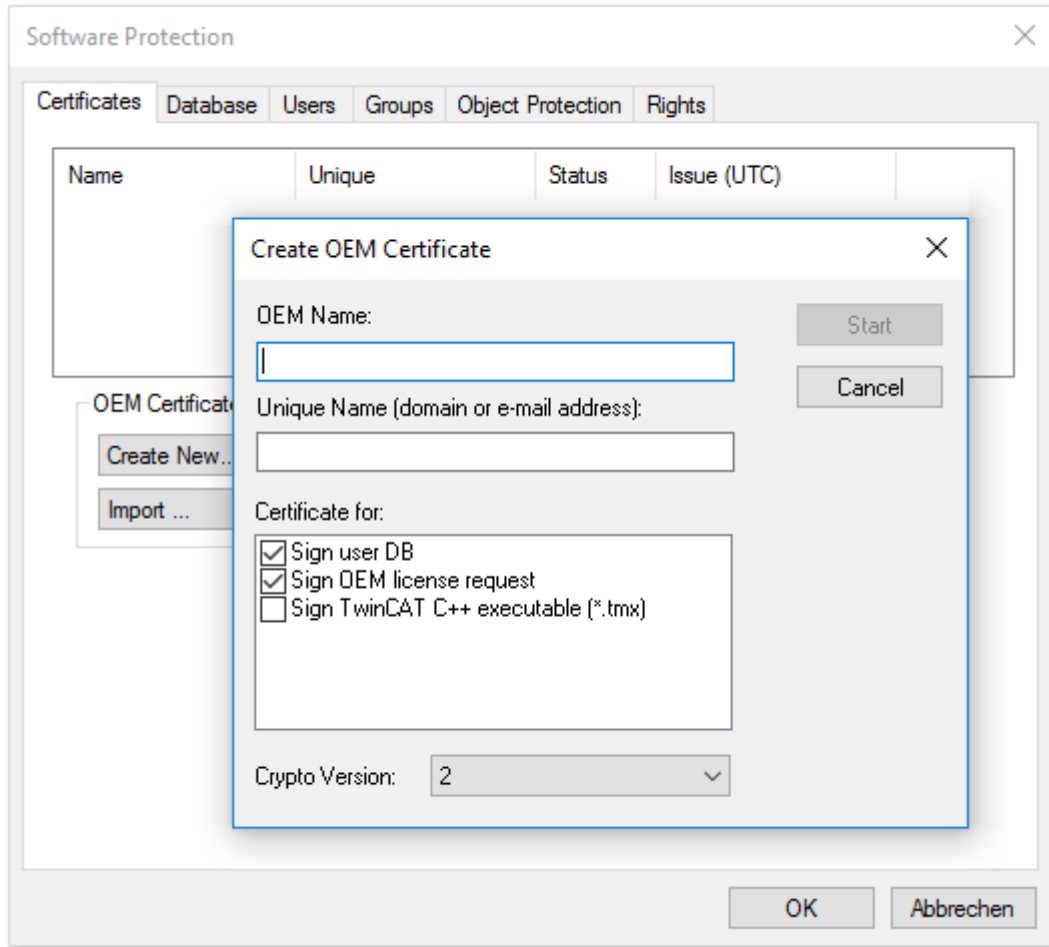 Software Protection
Certificates Database Users Groups Object Protection Rights
Name Unique Status Issue (UTC)
Create OEM Certificate
OEM Name:
Start
Cancel
Unique Name (domain or e-mail address):
OEM Certificat
Create New..
Import ...
Certificate for:
Sign user DB
Sign OEM license request
Sign TwinCAT C++ executable (*.tmx)
Crypto Version: 2
OK Abbrechen